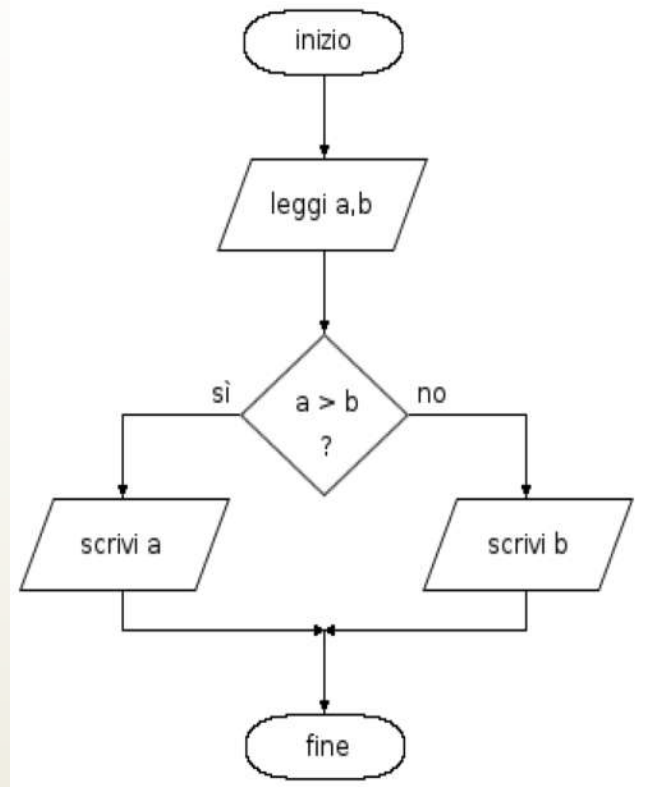 inizio
leggi a,b
sì
a > b
?
no
scrivi a
scrivi b
fine